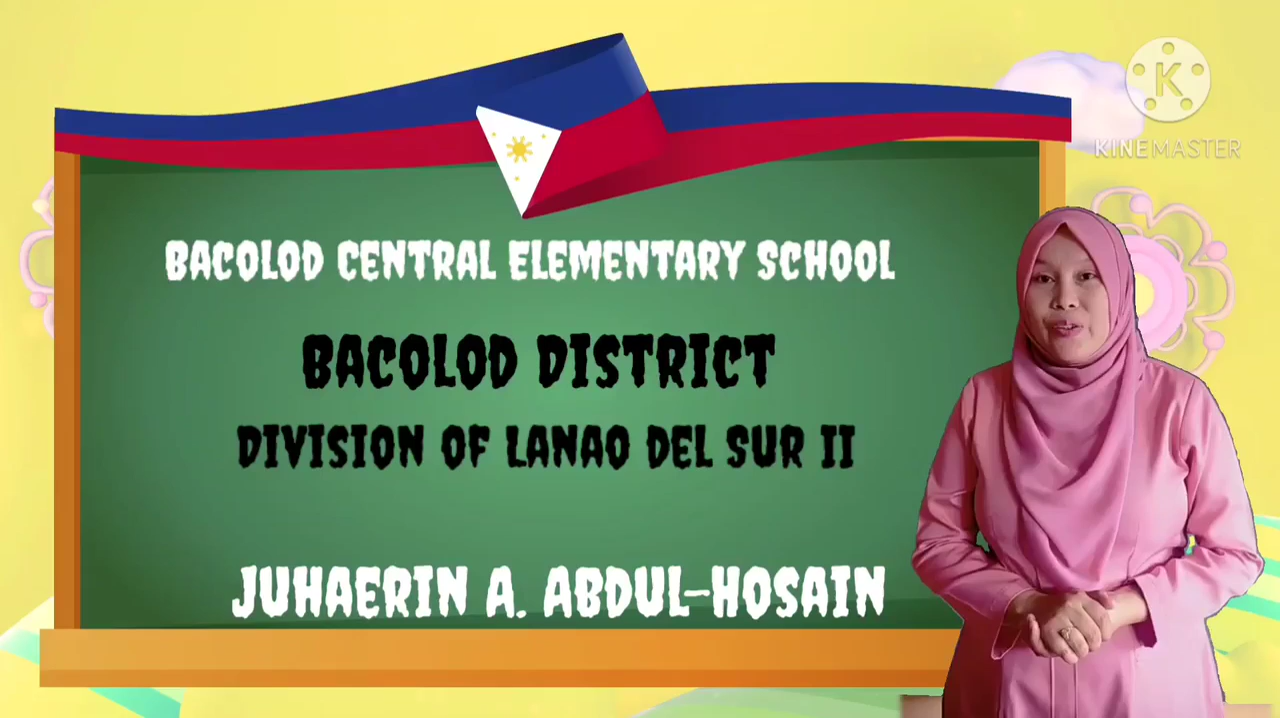 K
KINEMASTER
BACOLOD CENTRAL ELEMENTARY SCHOOL
BACOLOD DISTRICT
DIVISION OF LANAO DEL SUR II
JUHAERIN A. ABDUL-HOSAIN